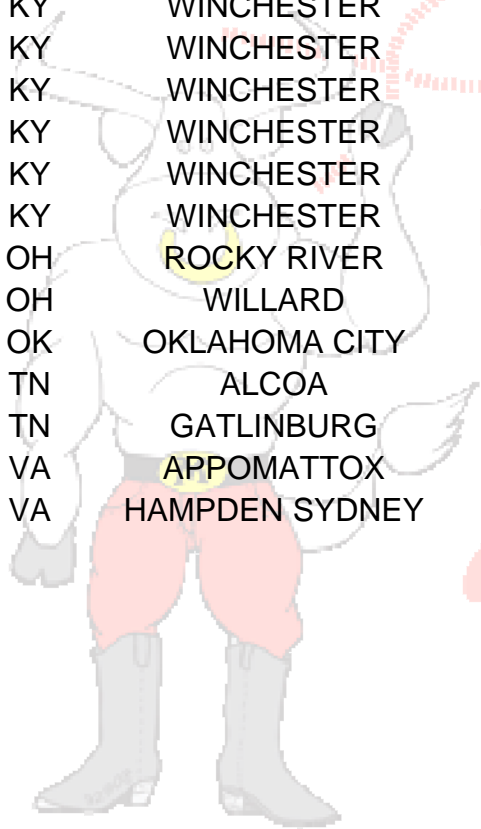 KY WINCHESTER
KY WINCHESTER
KY WINCHESTER
KY WINCHESTER
KY WINCHESTER
KY WINCHESTER
OH ROCKY RIVER
OH WILLARD
OK OKLAHOMA CITY
TN ALCOA
TN GATLINBURG
VA APPOMATTOX
VA HAMPDEN SYDNEY